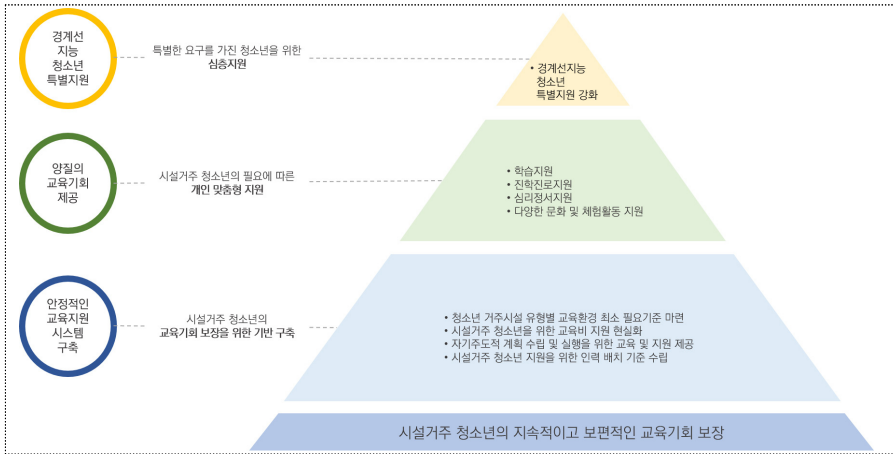 경계선
지능
청소년
특별지원
특별한 요구를 가진 청소년을 위한
심층지원
• 경계선지능
청소년
특별지원 강화
양질의
교육기회
제공
시설거주 청소년의 필요에 따른
개인 맞춤형 지원
• 학습지원
• 진학진로지원
• 심리정서지원
• 다양한 문화 및 체험활동 지원
안정적인
교육지원
시스템
구축
시설거주 청소년의
교육기회 보장을 위한 기반 구축
• 청소년 거주시설 유형별 교육환경 최소 필요기준 마련
• 시설거주 청소년을 위한 교육비 지원 현실화
• 자기주도적 계획 수립 및 실행을 위한 교육 및 지원 제공
• 시설거주 청소년 지원을 위한 인력 배치 기준 수립
시설거주 청소년의 지속적이고 보편적인 교육기회 보장